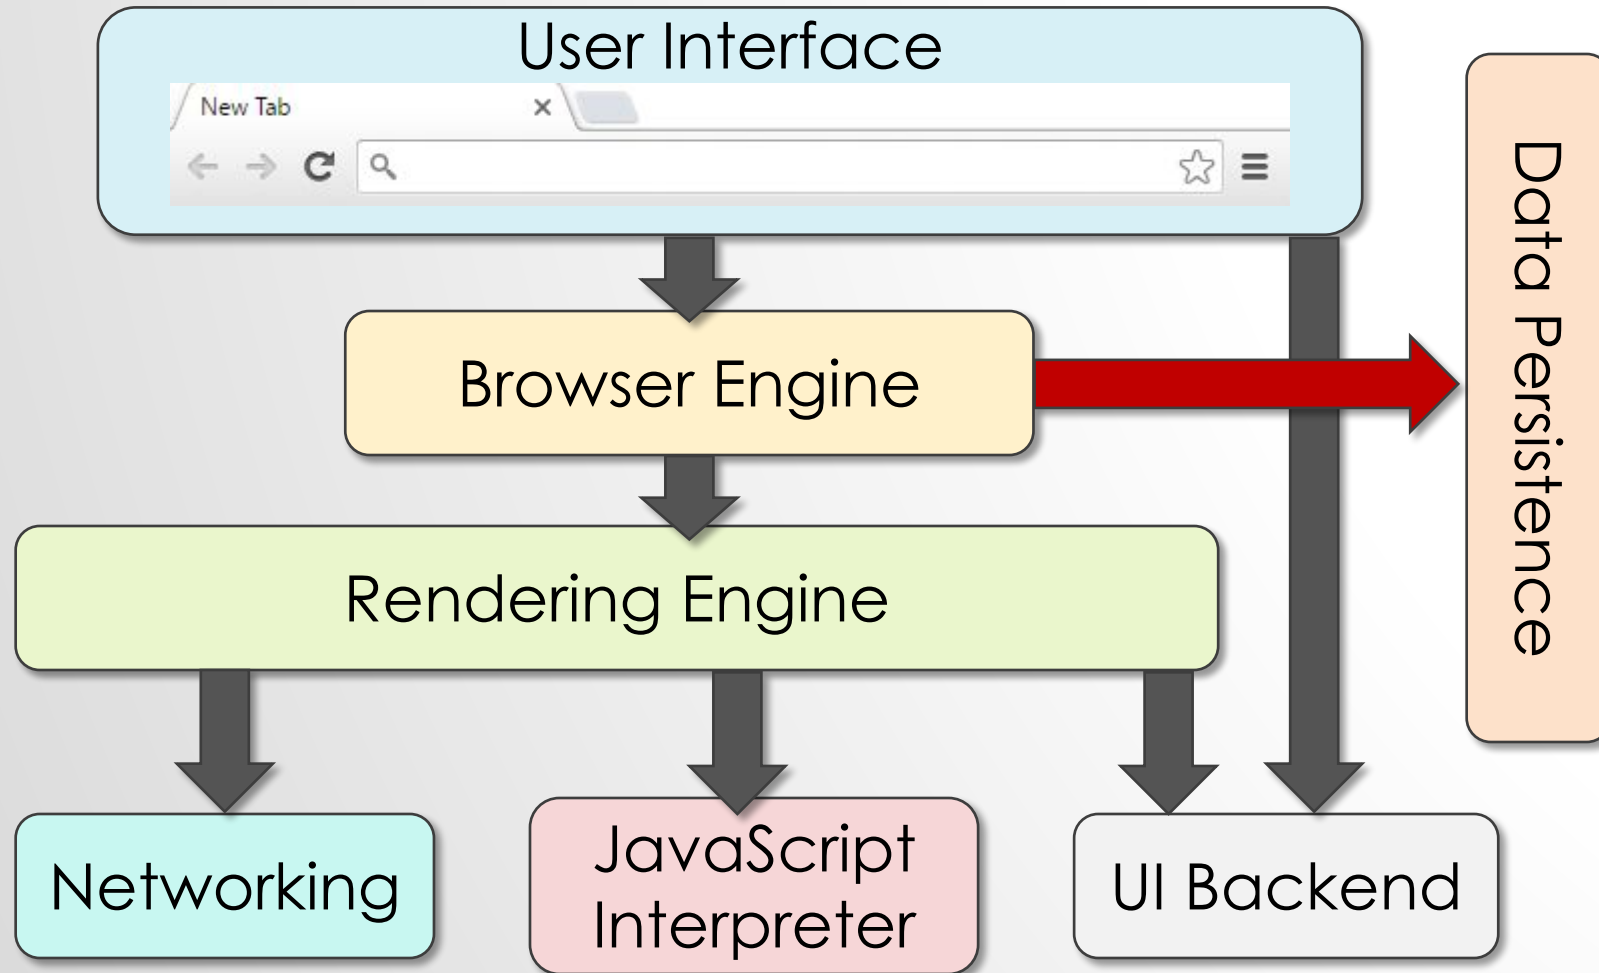 User Interface
New Tab
Browser Engine
Data Persistence
Rendering Engine
Networking
JavaScript
Interpreter
UI Backend